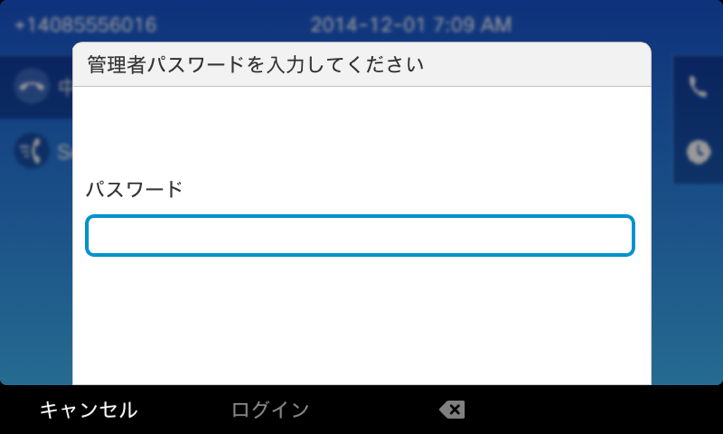 +14085556016 2014-12-01 7:09 AM
管理者パスワードを入力してください
パスワード
キャンセル ログイン